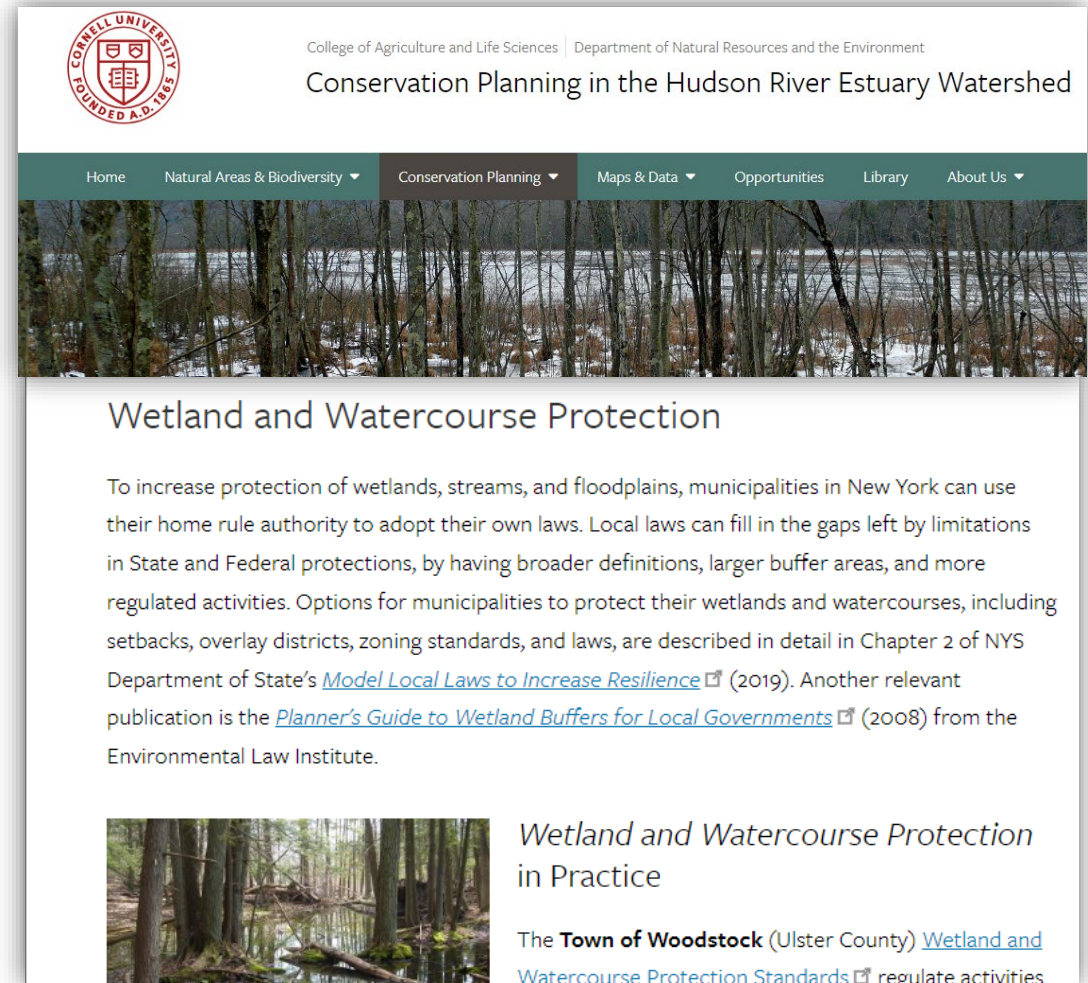 CORNELL UNIVERSITY
FOUNDED A.D. 1865
College of Agriculture and Life Sciences | Department of Natural Resources and the Environment
Conservation Planning in the Hudson River Estuary Watershed
Home Natural Areas & Biodiversity Conservation Planning Maps & Data Opportunities Library About Us
Wetland and Watercourse Protection
To increase protection of wetlands, streams, and floodplains, municipalities in New York can use
their home rule authority to adopt their own laws. Local laws can fill in the gaps left by limitations
in State and Federal protections, by having broader definitions, larger buffer areas, and more
regulated activities. Options for municipalities to protect their wetlands and watercourses, including
setbacks, overlay districts, zoning standards, and laws, are described in detail in Chapter 2 of NYS
Department of State's Model Local Laws to Increase Resilience (2019). Another relevant
publication is the Planner's Guide to Wetland Buffers for Local Governments (2008) from the
Environmental Law Institute.
Wetland and Watercourse Protection
in Practice
The Town of Woodstock (Ulster County) Wetland and
Watercourse Protection Standards regulate activities